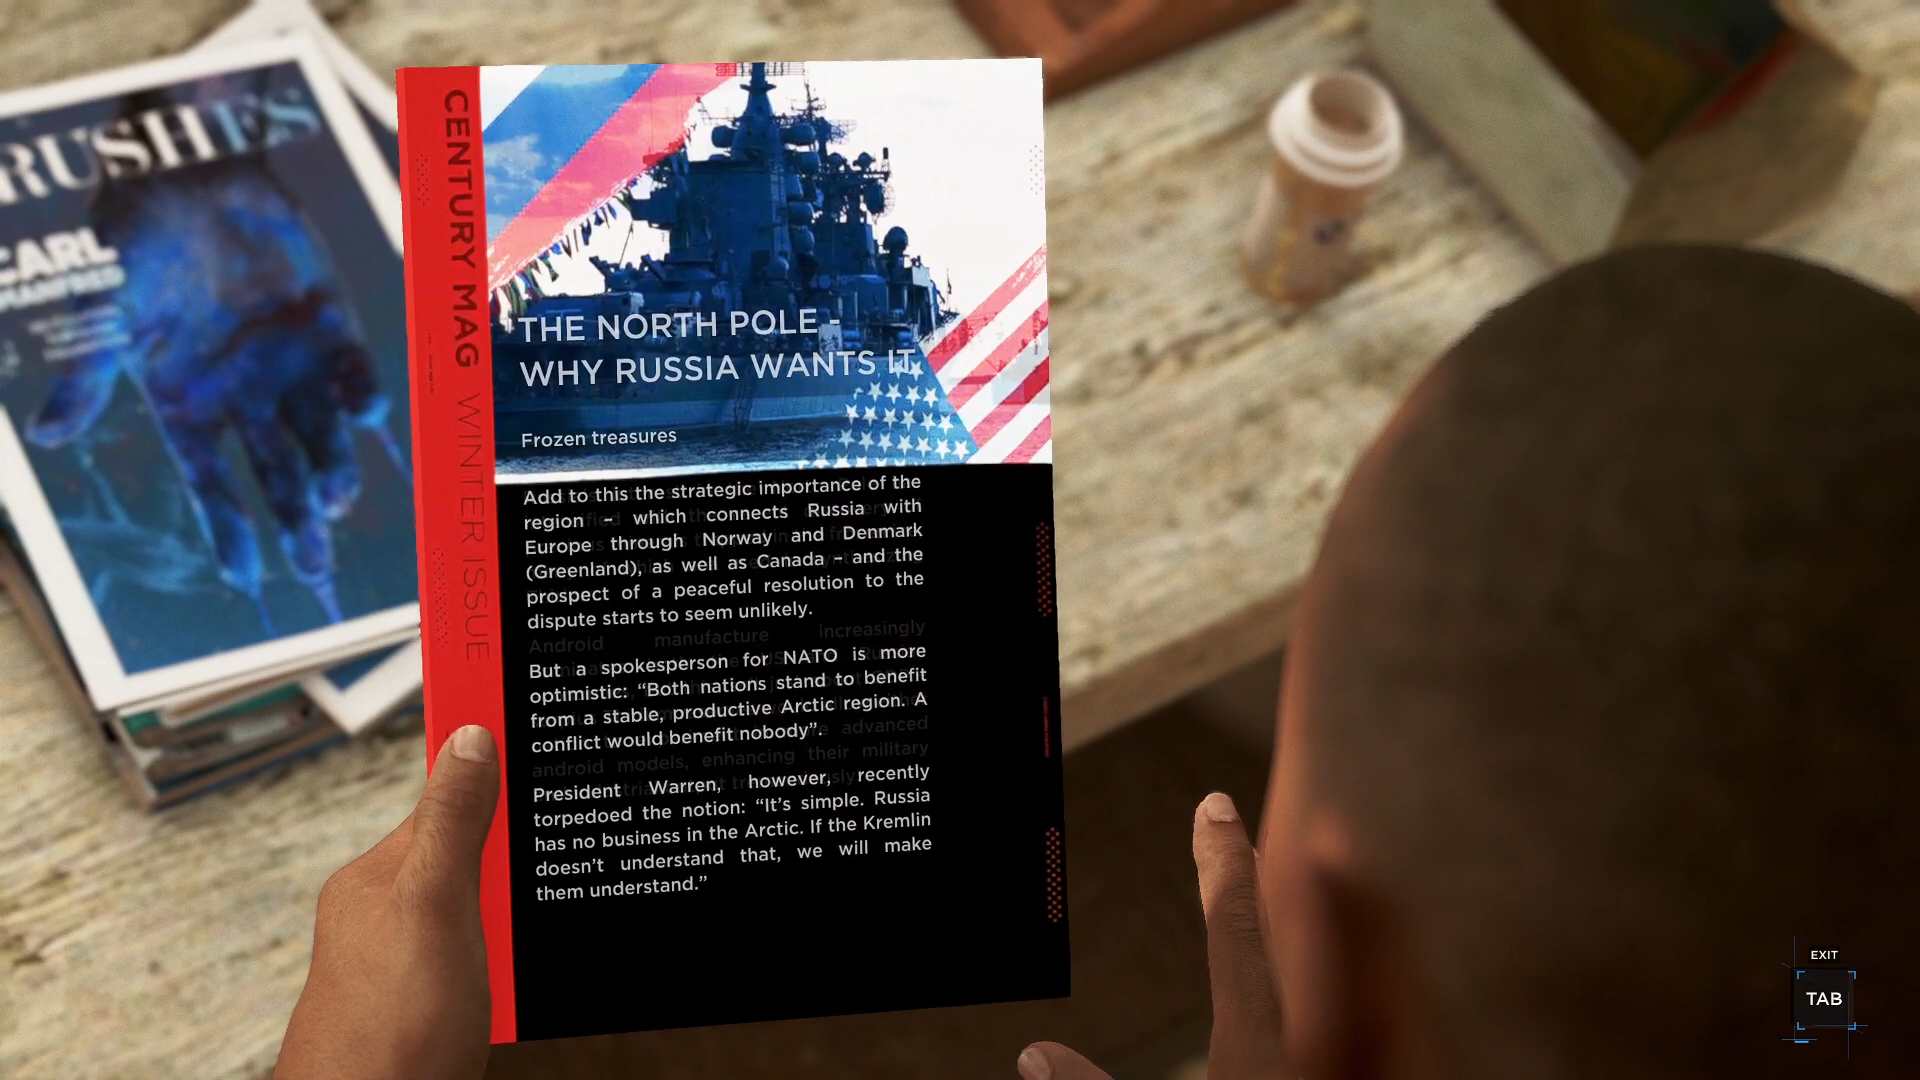 RUSHES
CARL
MANFRED
CENTURY MAG WINTER ISSUE
THE NORTH POLE -
WHY RUSSIA WANTS IT
Frozen treasures
Add to this the strategic importance of the
region – which connects Russia with
Europe through Norway and Denmark
(Greenland), as well as Canada – and the
prospect of a peaceful resolution to the
dispute starts to seem unlikely.
But a spokesperson for NATO is more
optimistic: “Both nations stand to benefit
from a stable, productive Arctic region. A
conflict would benefit nobody”.
President Warren, however, recently
torpedoed the notion: “It’s simple. Russia
has no business in the Arctic. If the Kremlin
doesn’t understand that, we will make
them understand.”
Android manufacture increasingly
advanced
android models, enhancing their military
EXIT
TAB